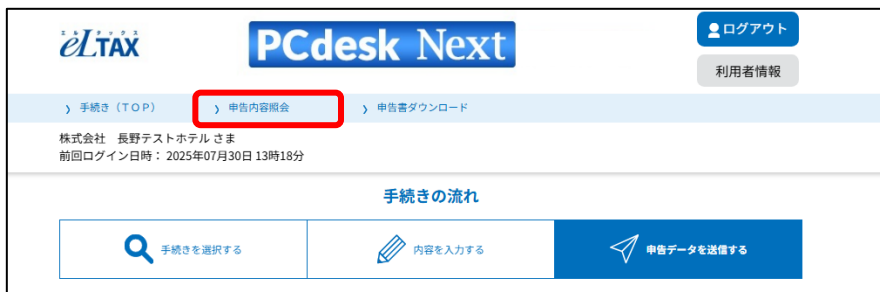 エルタックス
eLTAX
PCdesk Next
ログアウト
利用者情報
手続き（TOP） 申告内容照会 申告書ダウンロード
株式会社　長野テストホテル さま
前回ログイン日時： 2025年07月30日 13時18分
手続きの流れ
手続きを選択する 内容を入力する 申告データを送信する